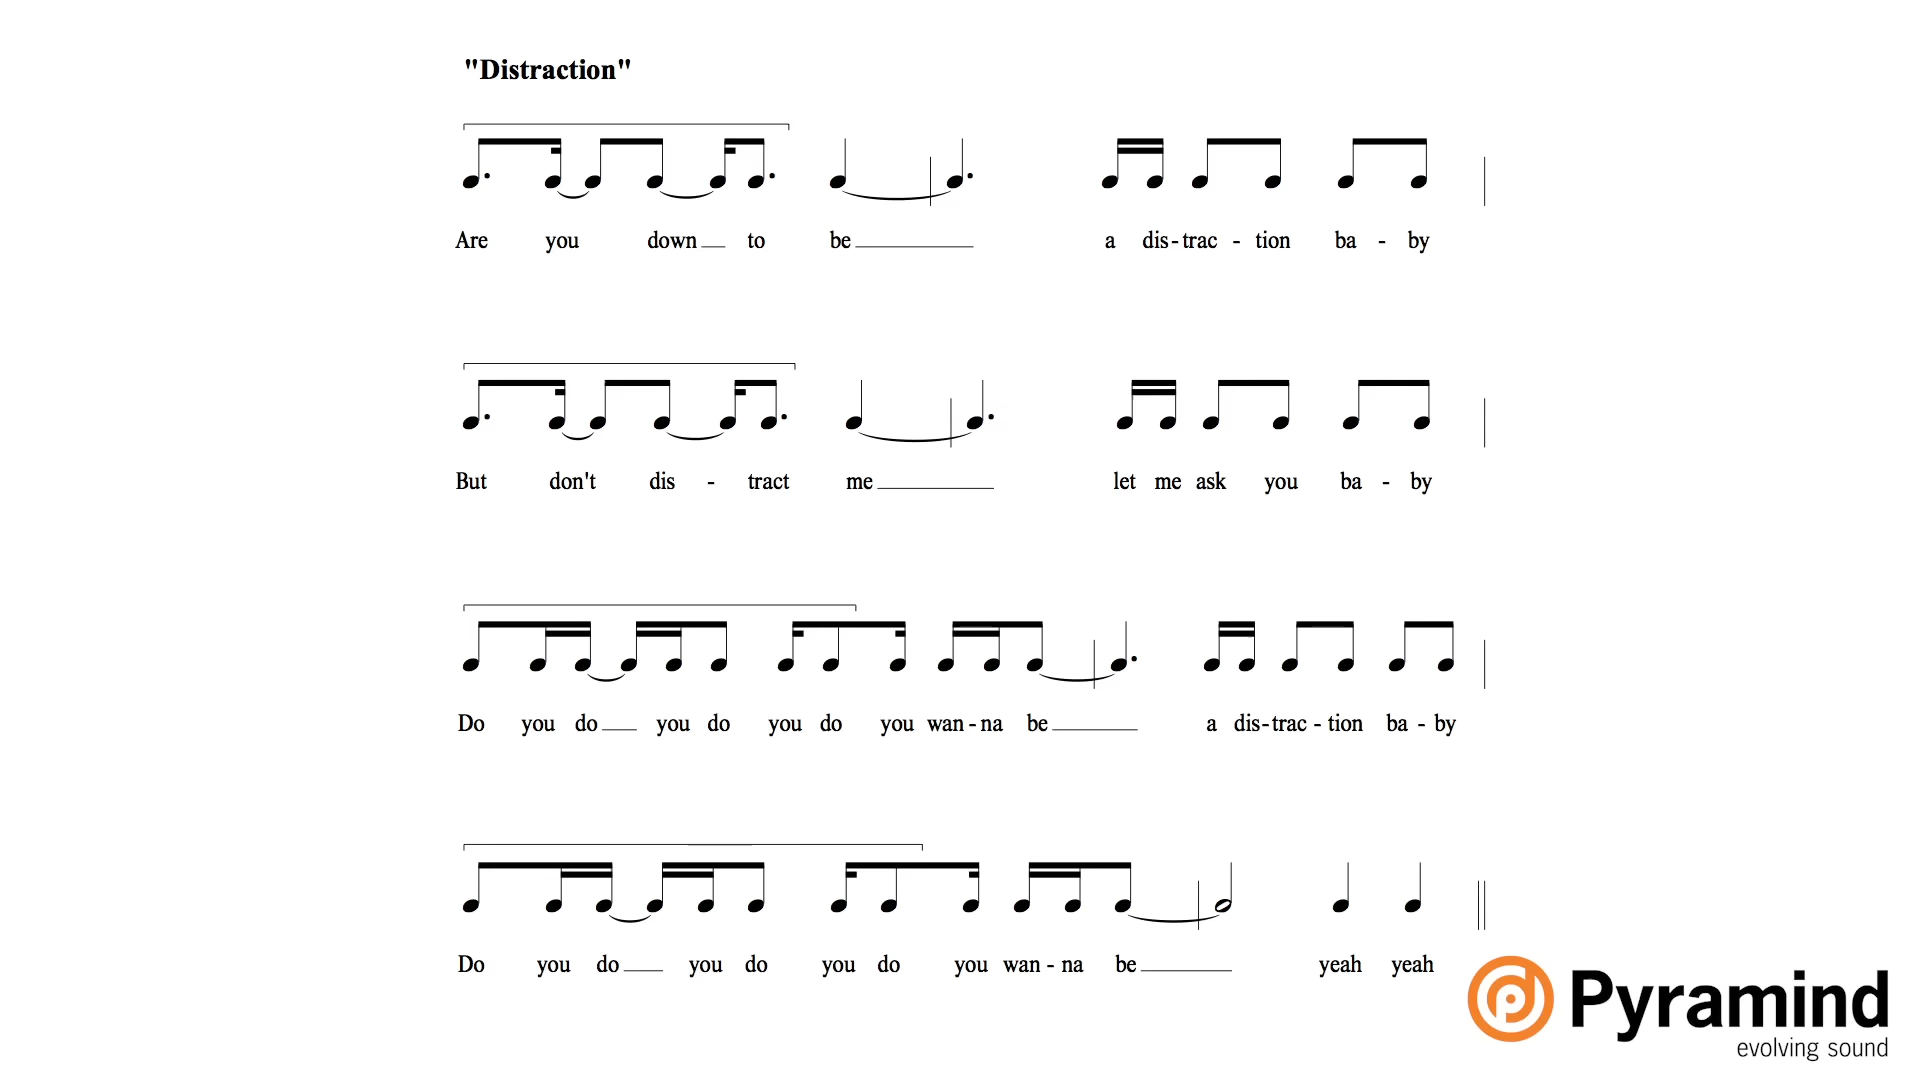 "Distraction"
Are you down to be a dis - trac - tion ba - by
But don't dis - tract me let me ask you ba - by
Do you do you do you do you wan - na be a dis - trac - tion ba - by
Do you do you do you do you wan - na be yeah yeah
Pyramind
evolving sound